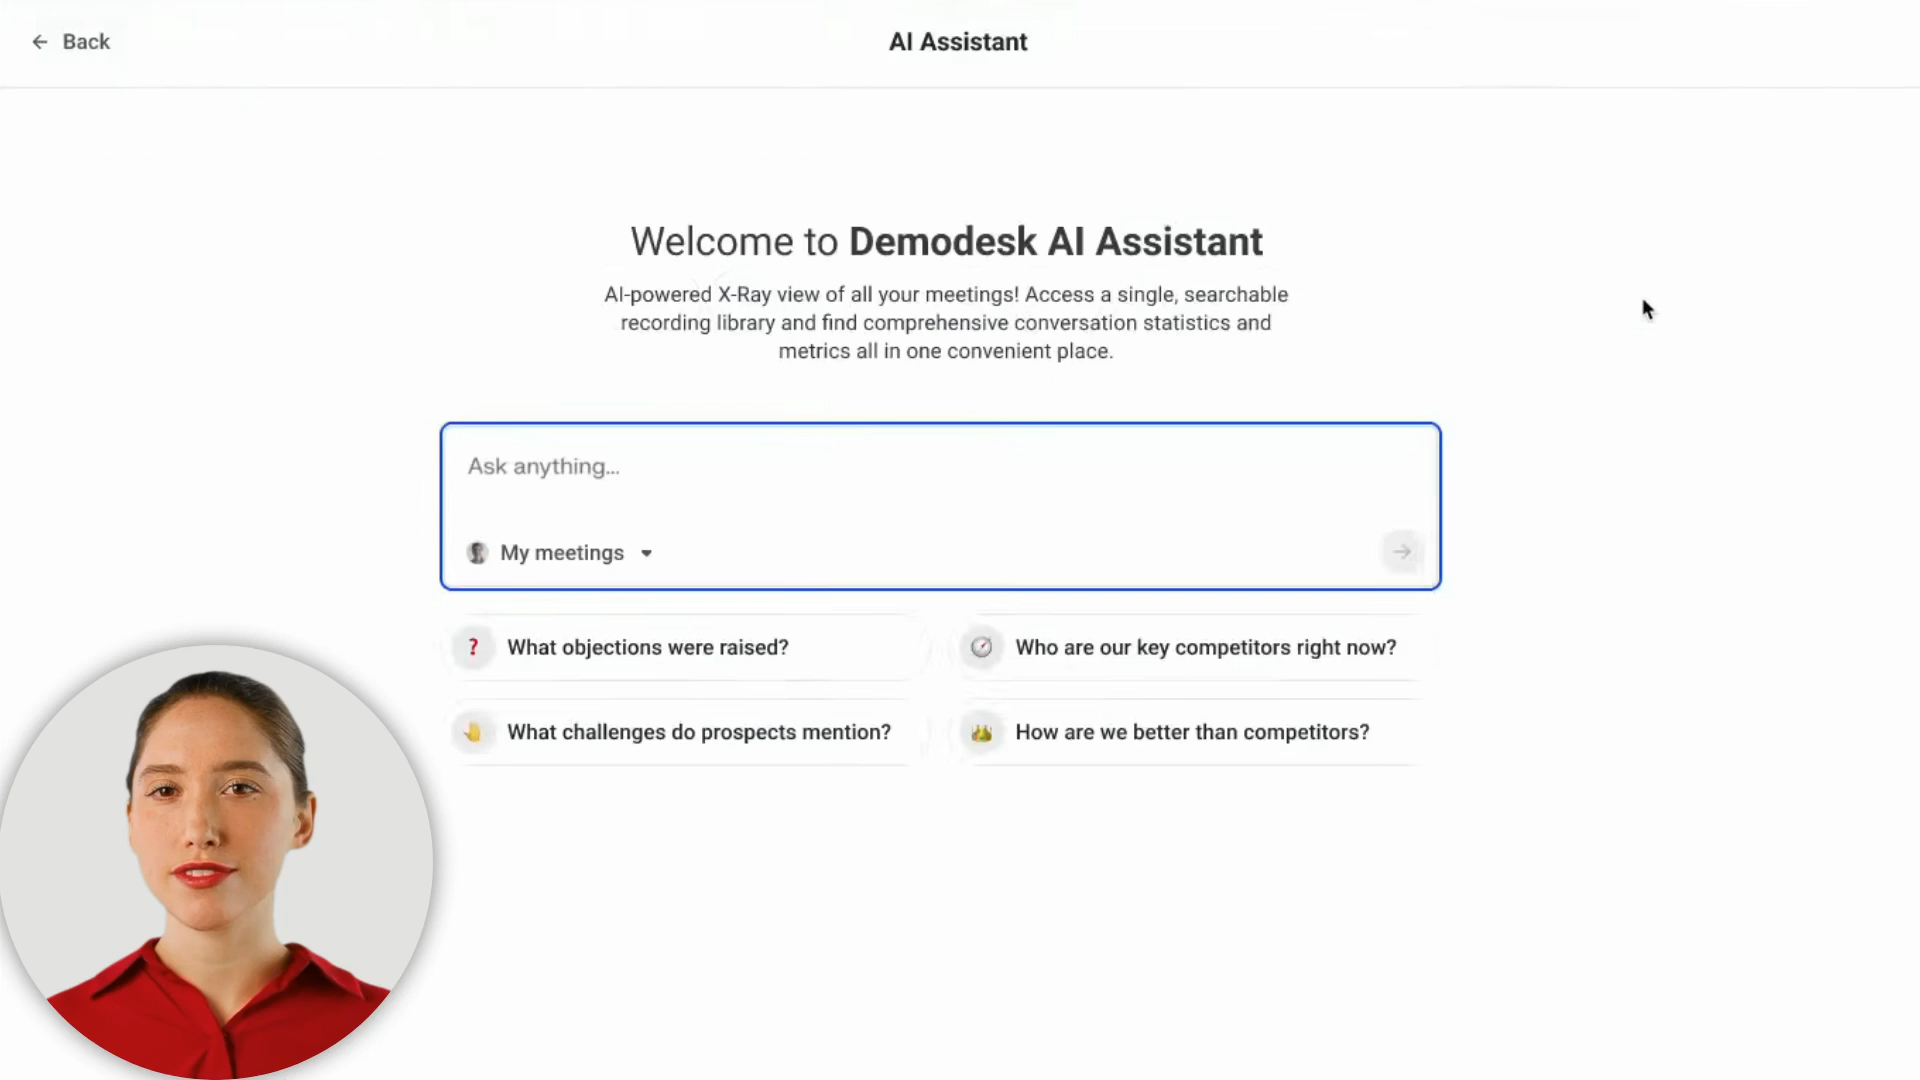 Back
AI Assistant
Welcome to Demodesk AI Assistant
AI-powered X-Ray view of all your meetings! Access a single, searchable
recording library and find comprehensive conversation statistics and
metrics all in one convenient place.
Ask anything...
My meetings
What objections were raised?
Who are our key competitors right now?
What challenges do prospects mention?
How are we better than competitors?